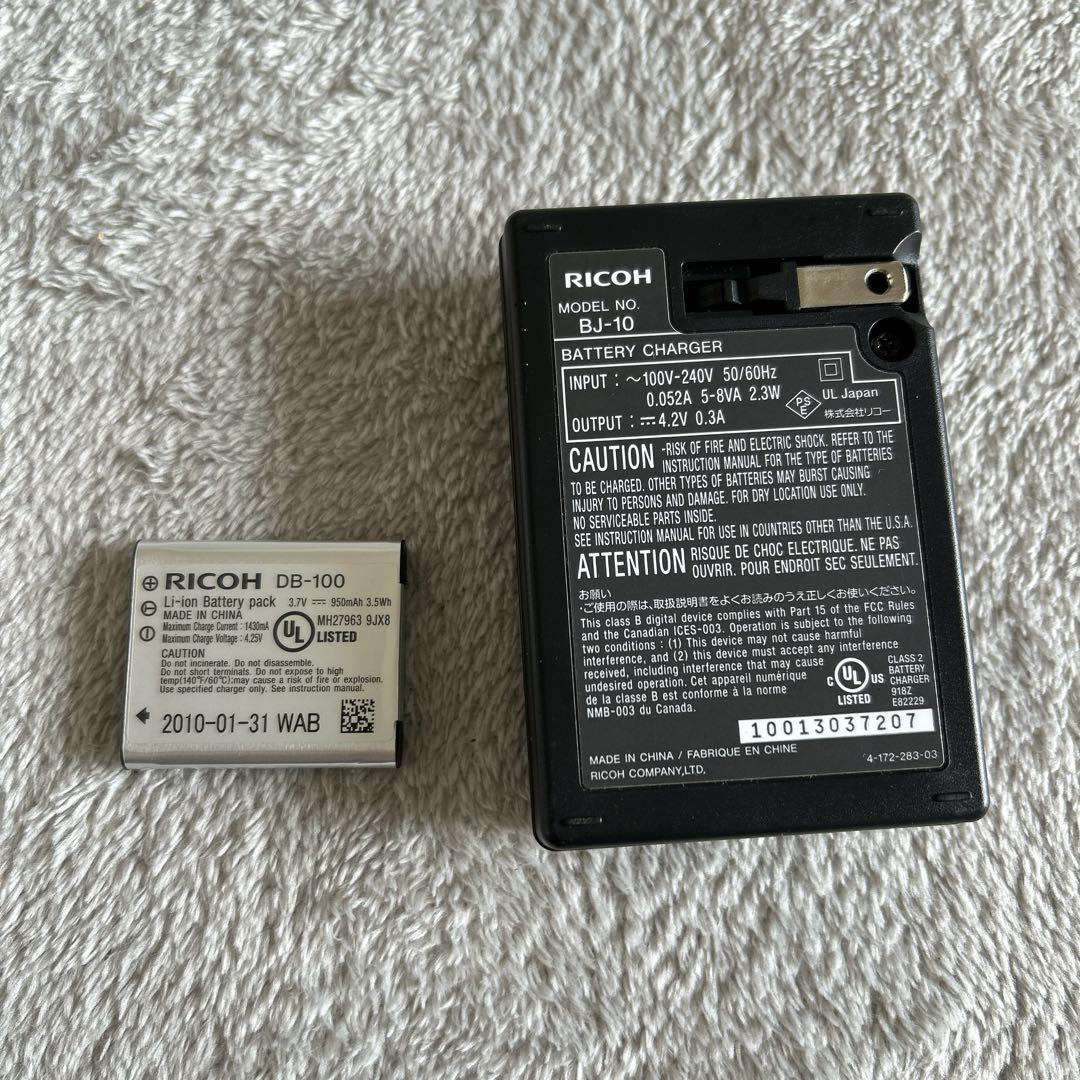 RICOH DB-100
Li-ion Battery pack 3.7V 950mAh 3.5Wh
MADE IN CHINA
MH27963 9JX8
Maximum Charge Current : 1430mA
Maximum Charge Voltage : 4.25V
UL LISTED
CAUTION
Do not incinerate. Do not disassemble.
Do not short terminals. Do not expose to high
temp(140°F/60°C);may cause a risk of fire or explosion.
Use specified charger only. See instruction manual.
2010-01-31 WAB
RICOH
MODEL NO.
BJ-10
BATTERY CHARGER
INPUT : ～100V-240V 50/60Hz
0.052A 5-8VA 2.3W
OUTPUT : 4.2V 0.3A
PSE
UL Japan
株式会社リコー
CAUTION -RISK OF FIRE AND ELECTRIC SHOCK. REFER TO THE
INSTRUCTION MANUAL FOR THE TYPE OF BATTERIES
TO BE CHARGED. OTHER TYPES OF BATTERIES MAY BURST CAUSING
INJURY TO PERSONS AND DAMAGE. FOR DRY LOCATION USE ONLY.
NO SERVICEABLE PARTS INSIDE.
SEE INSTRUCTION MANUAL FOR USE IN COUNTRIES OTHER THAN THE U.S.A.
ATTENTION RISQUE DE CHOC ELECTRIQUE. NE PAS
OUVRIR. POUR ENDROIT SEC SEULEMENT.
お願い
・ご使用の際は、取扱説明書をよくお読みのうえ正しくお使いください。
This class B digital device complies with Part 15 of the FCC Rules
and the Canadian ICES-003. Operation is subject to the following
two conditions : (1) This device may not cause harmful
interference, and (2) this device must accept any interference
received, including interference that may cause
undesired operation. Cet appareil numérique
de la classe B est conforme à la norme
NMB-003 du Canada.
C UL US
LISTED
CLASS 2
BATTERY
CHARGER
918Z
E82229
10013037207
MADE IN CHINA / FABRIQUE EN CHINE
RICOH COMPANY,LTD.
4-172-283-03